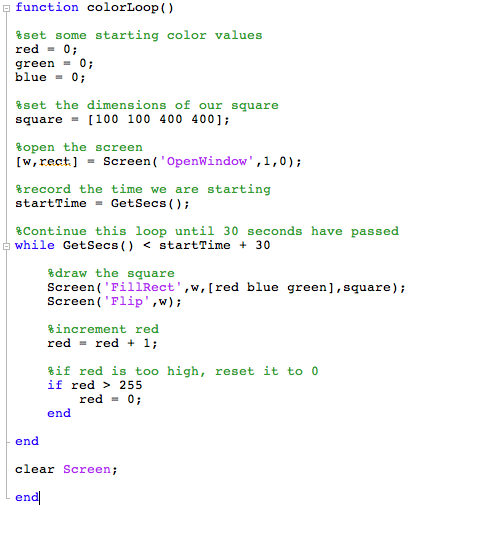 function colorLoop()
%set some starting color values
red = 0;
green = 0;
blue = 0;
%set the dimensions of our square
square = [100 100 400 400];
%open the screen
[w,rect] = Screen('OpenWindow',1,0);
%record the time we are starting
startTime = GetSecs();
%Continue this loop until 30 seconds have passed
while GetSecs() < startTime + 30
%draw the square
Screen('FillRect',w,[red blue green],square);
Screen('Flip',w);
%increment red
red = red + 1;
%if red is too high, reset it to 0
if red > 255
red = 0;
end
end
clear Screen;
end